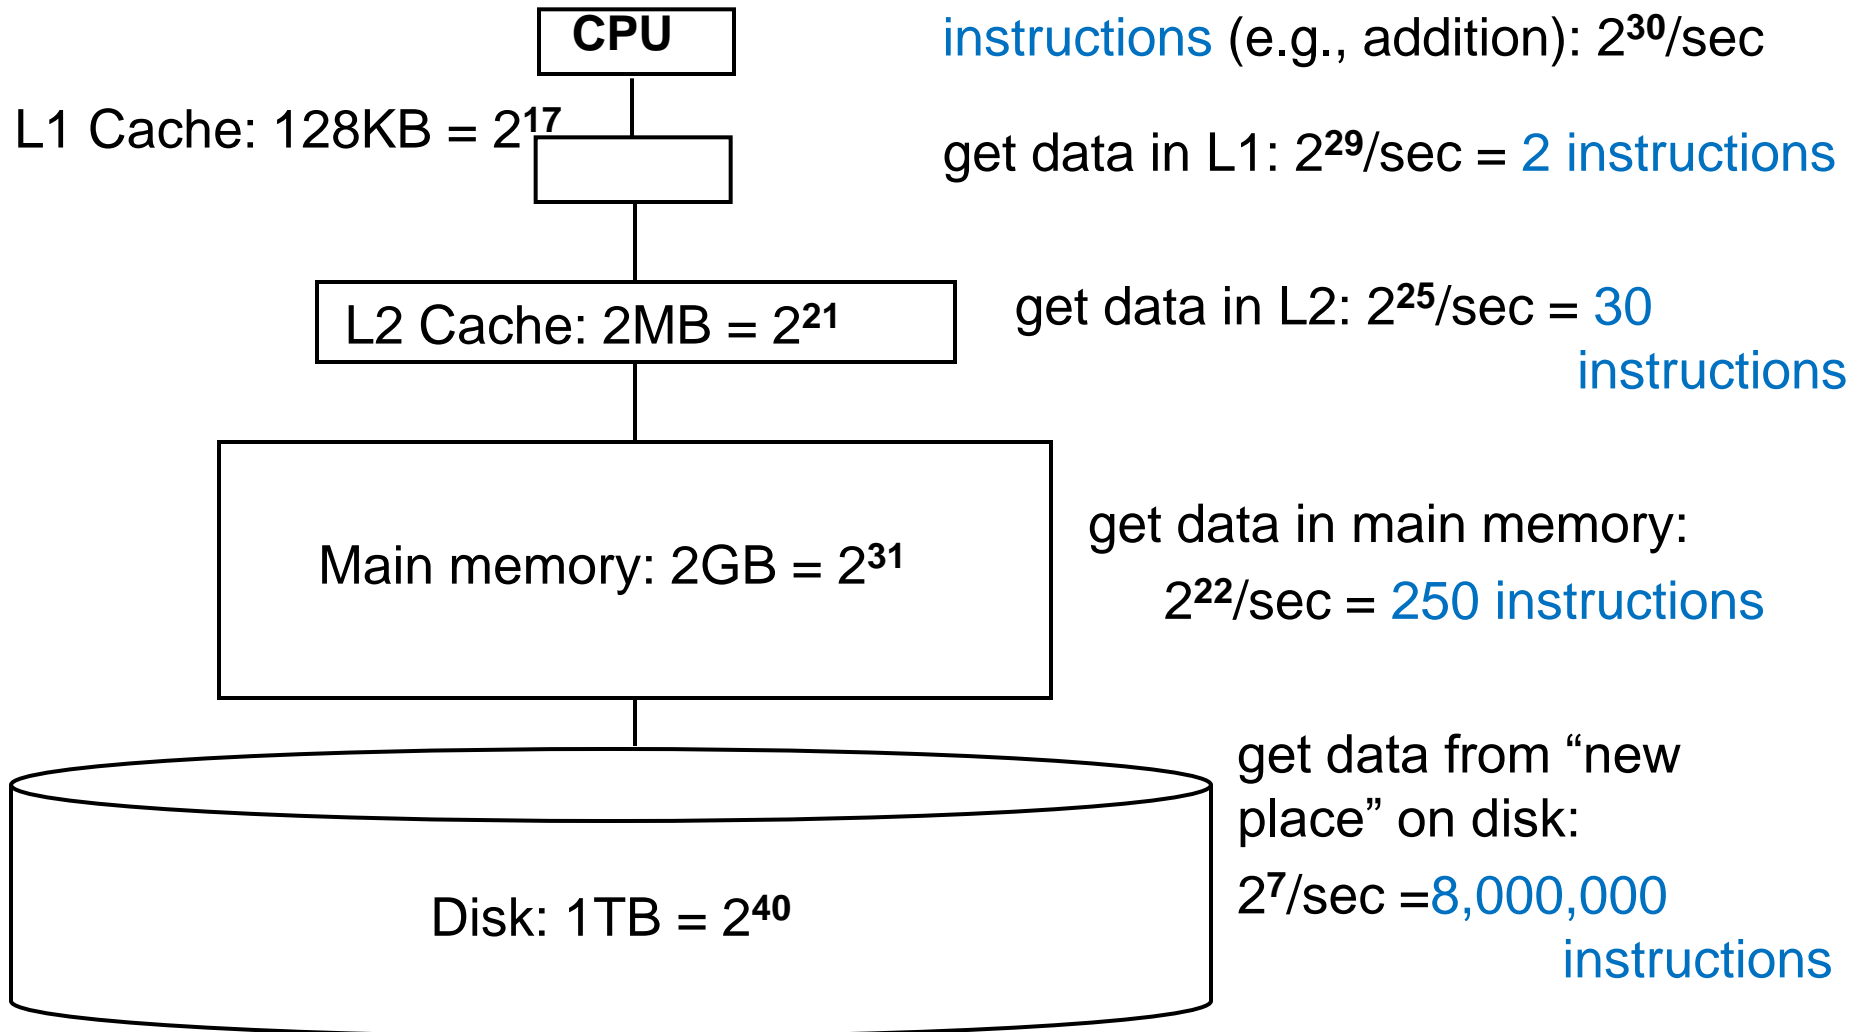 CPU
instructions (e.g., addition): 2³⁰/sec
L1 Cache: 128KB = 2¹⁷
get data in L1: 2²⁹/sec = 2 instructions
L2 Cache: 2MB = 2²¹
get data in L2: 2²⁵/sec = 30
instructions
Main memory: 2GB = 2³¹
get data in main memory:
2²²/sec = 250 instructions
get data from “new
place” on disk:
2⁷/sec =8,000,000
instructions
Disk: 1TB = 2⁴⁰